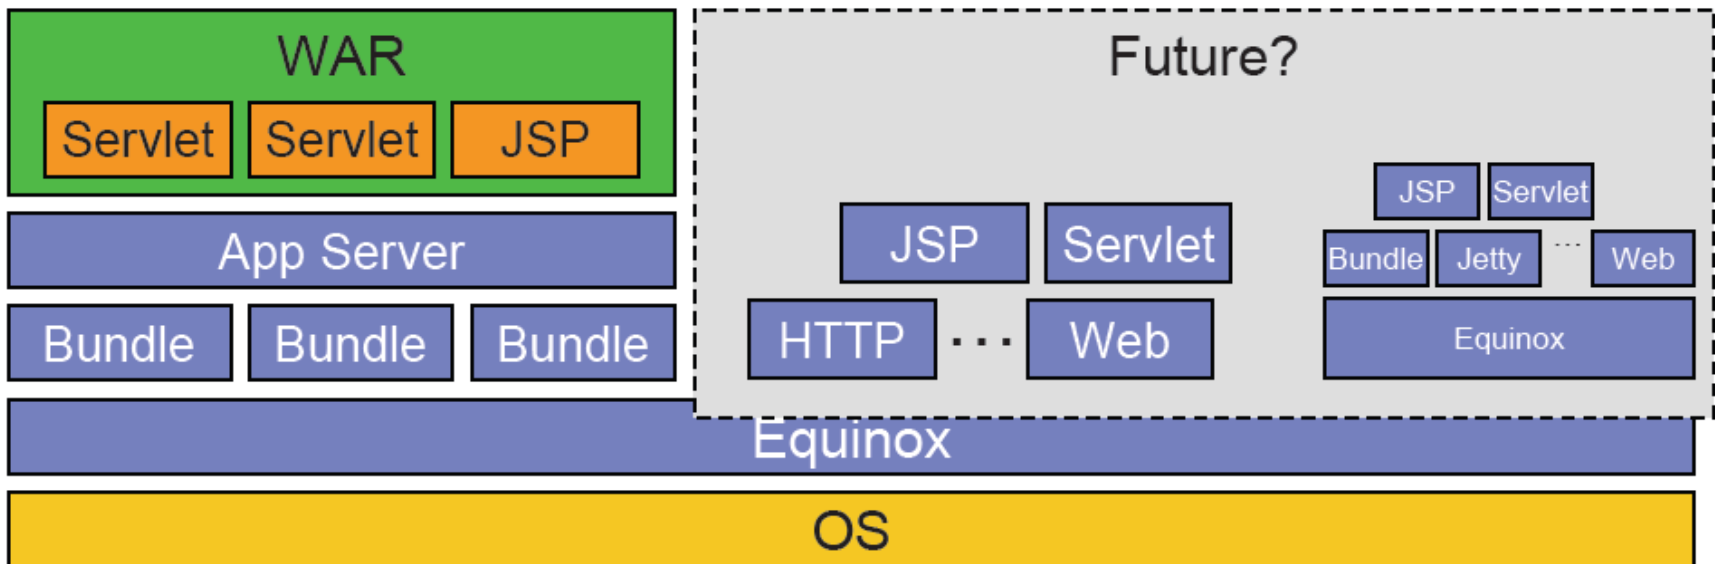 WAR
Servlet Servlet JSP
App Server
Bundle Bundle Bundle
Future?
JSP Servlet
HTTP ... Web
JSP Servlet
Bundle Jetty ... Web
Equinox
Equinox
OS